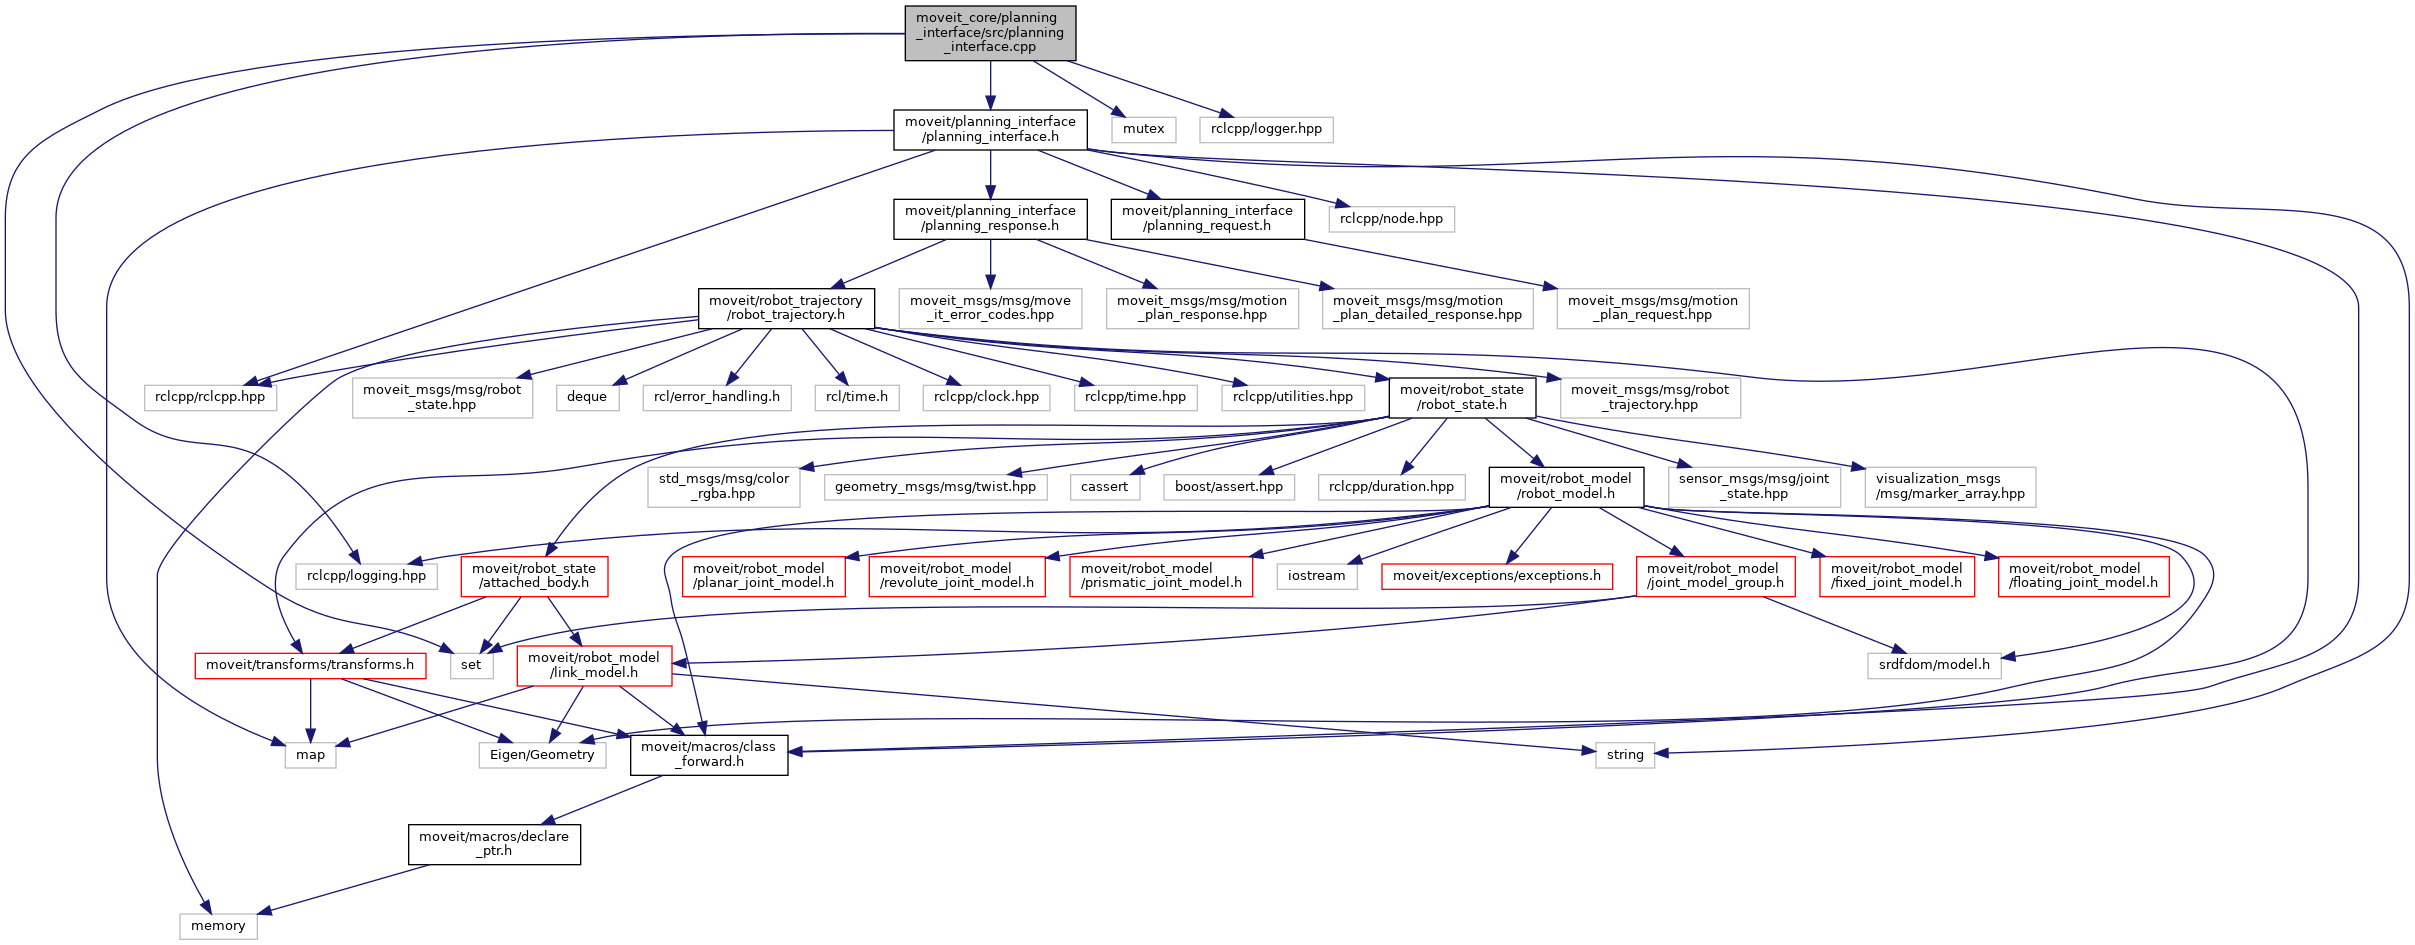 moveit_core/planning
_interface/src/planning
_interface.cpp
moveit/planning_interface
/planning_interface.h
mutex
rclcpp/logger.hpp
moveit/planning_interface
/planning_response.h
moveit/planning_interface
/planning_request.h
rclcpp/node.hpp
moveit/robot_trajectory
/robot_trajectory.h
moveit_msgs/msg/move
_it_error_codes.hpp
moveit_msgs/msg/motion
_plan_response.hpp
moveit_msgs/msg/motion
_plan_detailed_response.hpp
moveit_msgs/msg/motion
_plan_request.hpp
rclcpp/rclcpp.hpp
moveit_msgs/msg/robot
_state.hpp
deque
rcl/error_handling.h
rcl/time.h
rclcpp/clock.hpp
rclcpp/time.hpp
rclcpp/utilities.hpp
moveit/robot_state
/robot_state.h
moveit_msgs/msg/robot
_trajectory.hpp
std_msgs/msg/color
_rgba.hpp
geometry_msgs/msg/twist.hpp
cassert
boost/assert.hpp
rclcpp/duration.hpp
moveit/robot_model
/robot_model.h
sensor_msgs/msg/joint
_state.hpp
visualization_msgs
/msg/marker_array.hpp
rclcpp/logging.hpp
moveit/robot_state
/attached_body.h
moveit/robot_model
/planar_joint_model.h
moveit/robot_model
/revolute_joint_model.h
moveit/robot_model
/prismatic_joint_model.h
iostream
moveit/exceptions/exceptions.h
moveit/robot_model
/joint_model_group.h
moveit/robot_model
/fixed_joint_model.h
moveit/robot_model
/floating_joint_model.h
moveit/transforms/transforms.h
set
moveit/robot_model
/link_model.h
srdfdom/model.h
map
Eigen/Geometry
moveit/macros/class
_forward.h
string
moveit/macros/declare
_ptr.h
memory